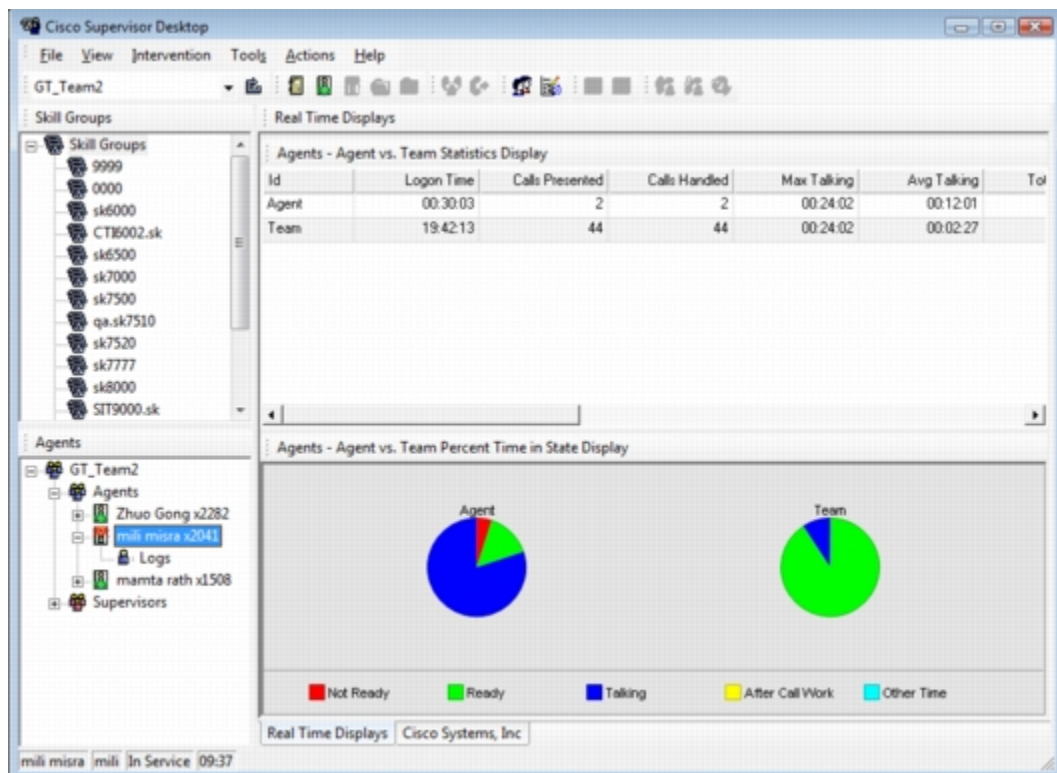 Cisco Supervisor Desktop
File View Intervention Tools Actions Help
GT_Team2
Skill Groups
Skill Groups
9999
0000
sk6000
CTI6002.sk
sk6500
sk7000
sk7500
qa.sk7510
sk7520
sk7777
sk8000
SIT9000.sk
Real Time Displays
Agents - Agent vs. Team Statistics Display
Id Logon Time Calls Presented Calls Handled Max Talking Avg Talking Tot
Agent 00:30:03 2 2 00:24:02 00:12:01
Team 19:42:13 44 44 00:24:02 00:02:27
Agents
GT_Team2
Agents
Zhuo Gong x2282
mili misra x2041
Logs
mamta rath x1508
Supervisors
Agents - Agent vs. Team Percent Time in State Display
Agent Team
Not Ready Ready Talking After Call Work Other Time
Real Time Displays Cisco Systems, Inc
mili misra mili In Service 09:37